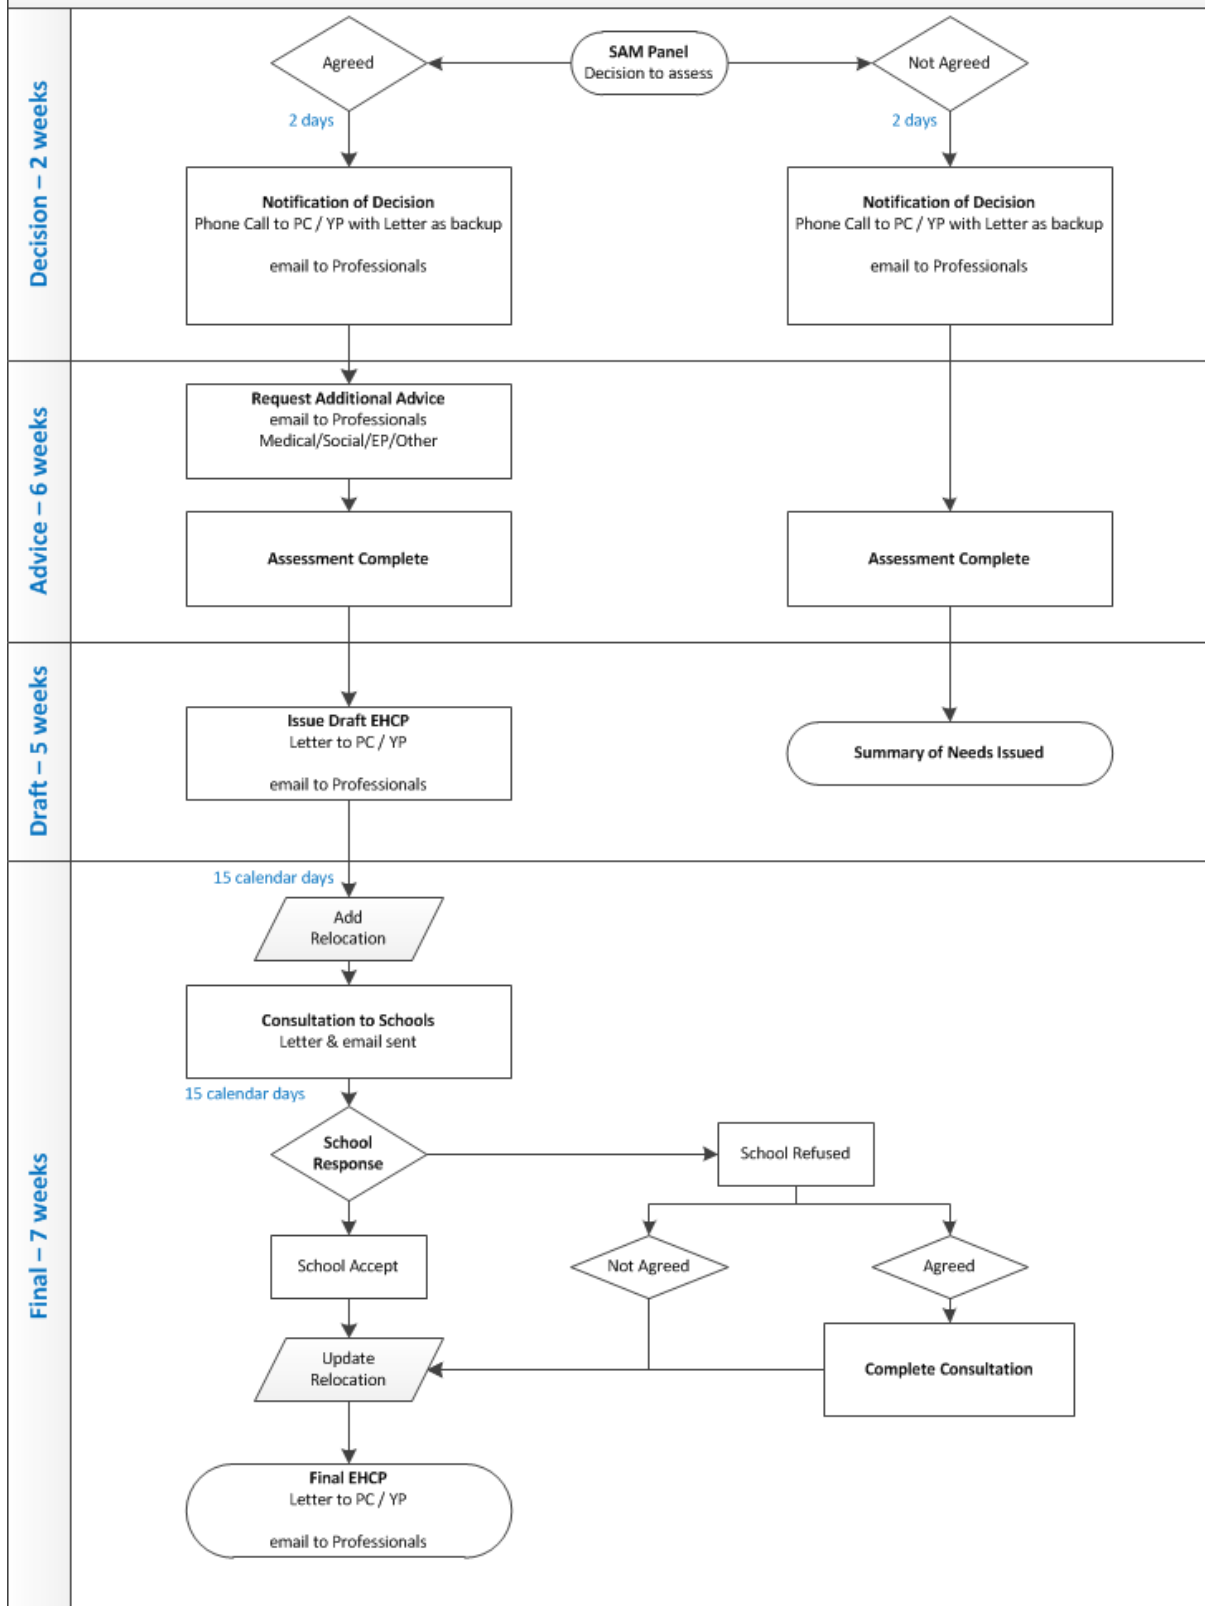 Decision – 2 weeks
Agreed
SAM Panel
Decision to assess
Not Agreed
2 days
2 days
Notification of Decision
Phone Call to PC / YP with Letter as backup
email to Professionals
Notification of Decision
Phone Call to PC / YP with Letter as backup
email to Professionals
Advice – 6 weeks
Request Additional Advice
email to Professionals
Medical/Social/EP/Other
Assessment Complete
Assessment Complete
Draft – 5 weeks
Issue Draft EHCP
Letter to PC / YP
email to Professionals
Summary of Needs Issued
Final – 7 weeks
15 calendar days
Add
Relocation
Consultation to Schools
Letter & email sent
15 calendar days
School
Response
School Refused
School Accept
Not Agreed
Agreed
Update
Relocation
Complete Consultation
Final EHCP
Letter to PC / YP
email to Professionals